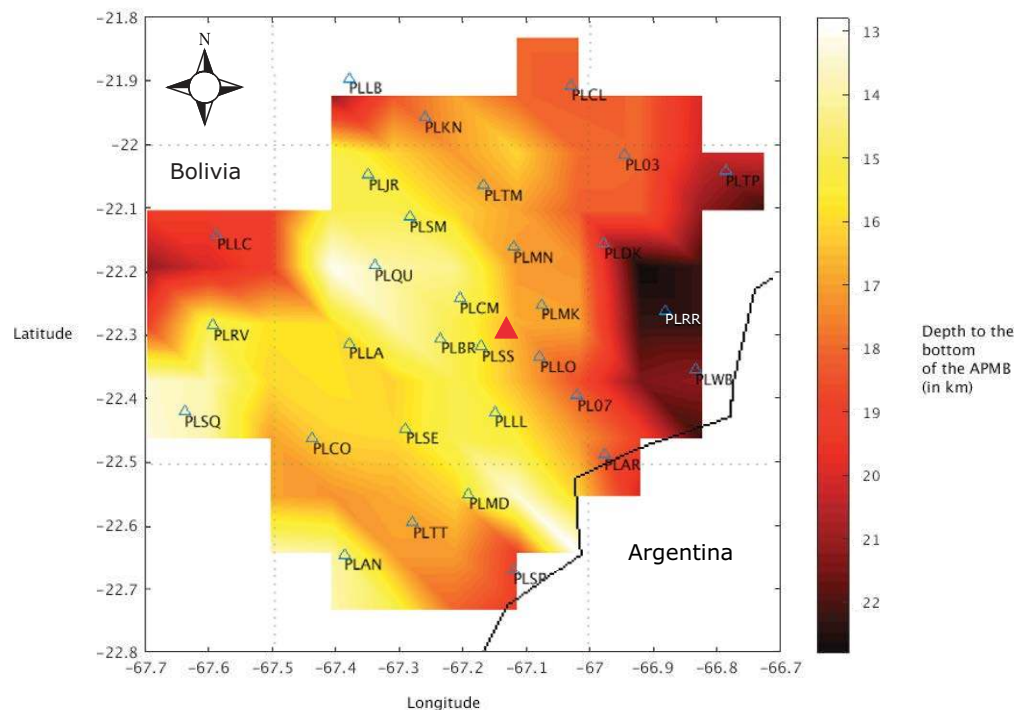 −21.8
N
−21.9
−22
−22.1
−22.2
−22.3
−22.4
−22.5
−22.6
−22.7
−22.8
Latitude
−67.7 −67.6 −67.5 −67.4 −67.3 −67.2 −67.1 −67 −66.9 −66.8 −66.7
Longitude
Bolivia
Argentina
PLLB
PLCL
PLKN
PL03
PLTP
PLJR
PLTM
PLSM
PLLC
PLMN
PLDK
PLQU
PLCM
PLMK
PLRR
PLRV
PLLA
PLBR
PLSS
PLLO
PLWB
PLSQ
PL07
PLLL
PLSE
PLCO
PLAR
PLMD
PLTT
PLAN
PLSP
13
14
15
16
17
18
19
20
21
22
Depth to the
bottom
of the APMB
(in km)